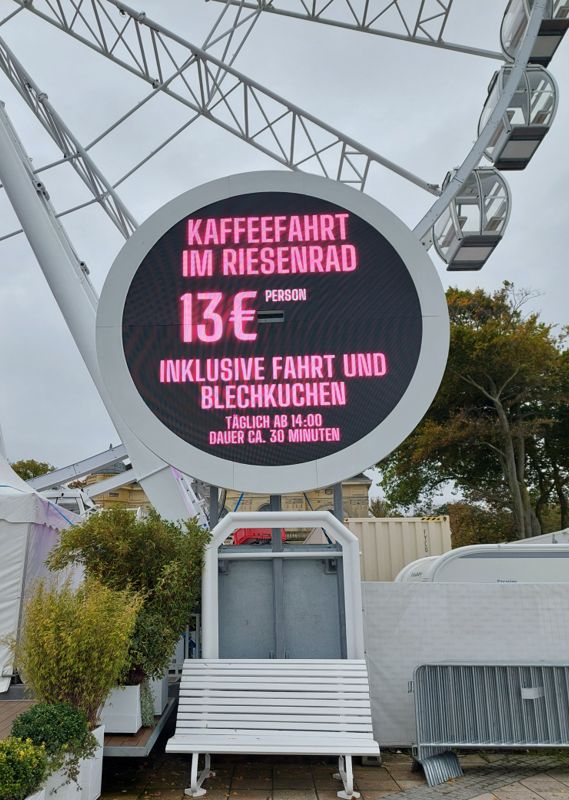 KAFFEEFAHRT
IM RIESENRAD
13€ PERSON
INKLUSIVE FAHRT UND
BLECHKUCHEN
TÄGLICH AB 14:00
DAUER CA. 30 MINUTEN